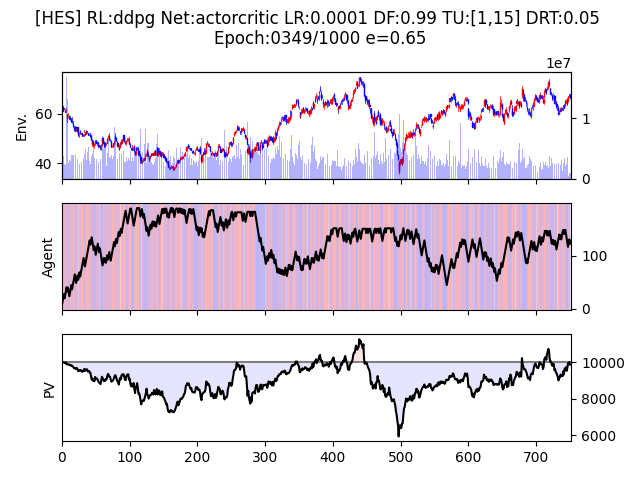 [HES] RL:ddpg Net:actorcritic LR:0.0001 DF:0.99 TU:[1,15] DRT:0.05
Epoch:0349/1000 e=0.65
1e7
Env.
60
40
1
0
Agent
100
0
PV
10000
8000
6000
0 100 200 300 400 500 600 700